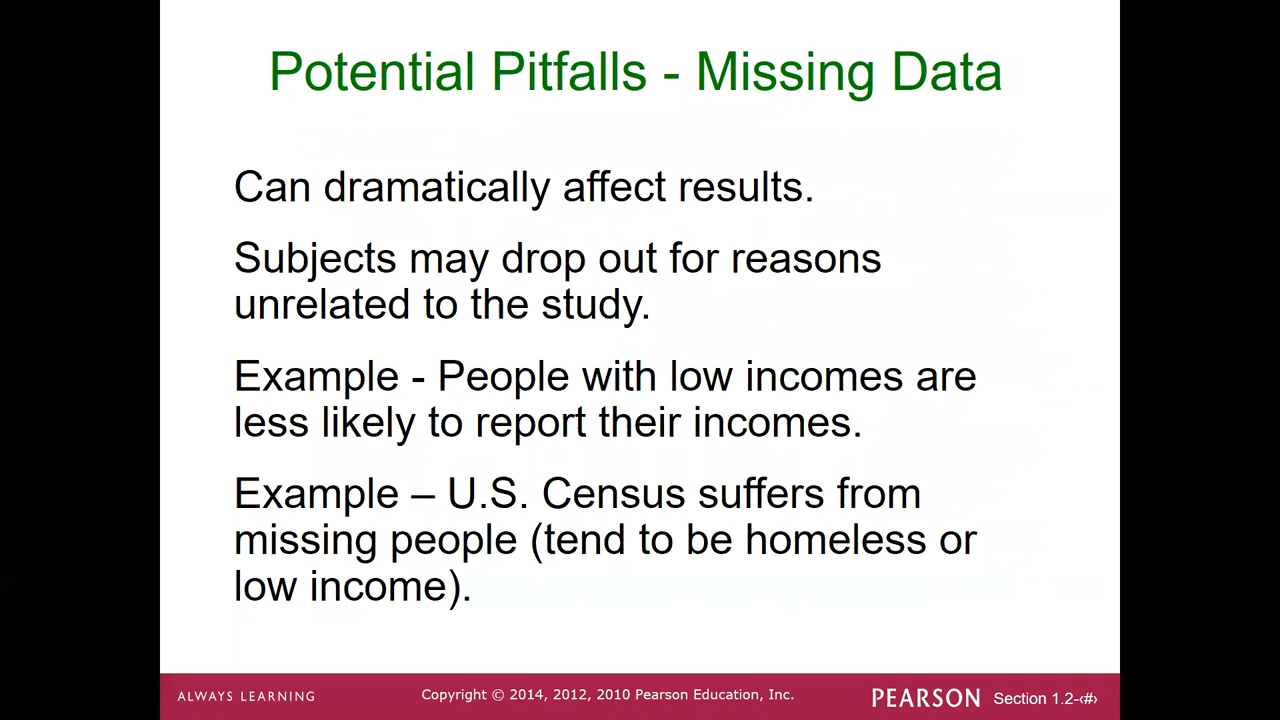 Potential Pitfalls - Missing Data
Can dramatically affect results.
Subjects may drop out for reasons
unrelated to the study.
Example - People with low incomes are
less likely to report their incomes.
Example – U.S. Census suffers from
missing people (tend to be homeless or
low income).
ALWAYS LEARNING
Copyright © 2014, 2012, 2010 Pearson Education, Inc.
PEARSON
Section 1.2-‹#›